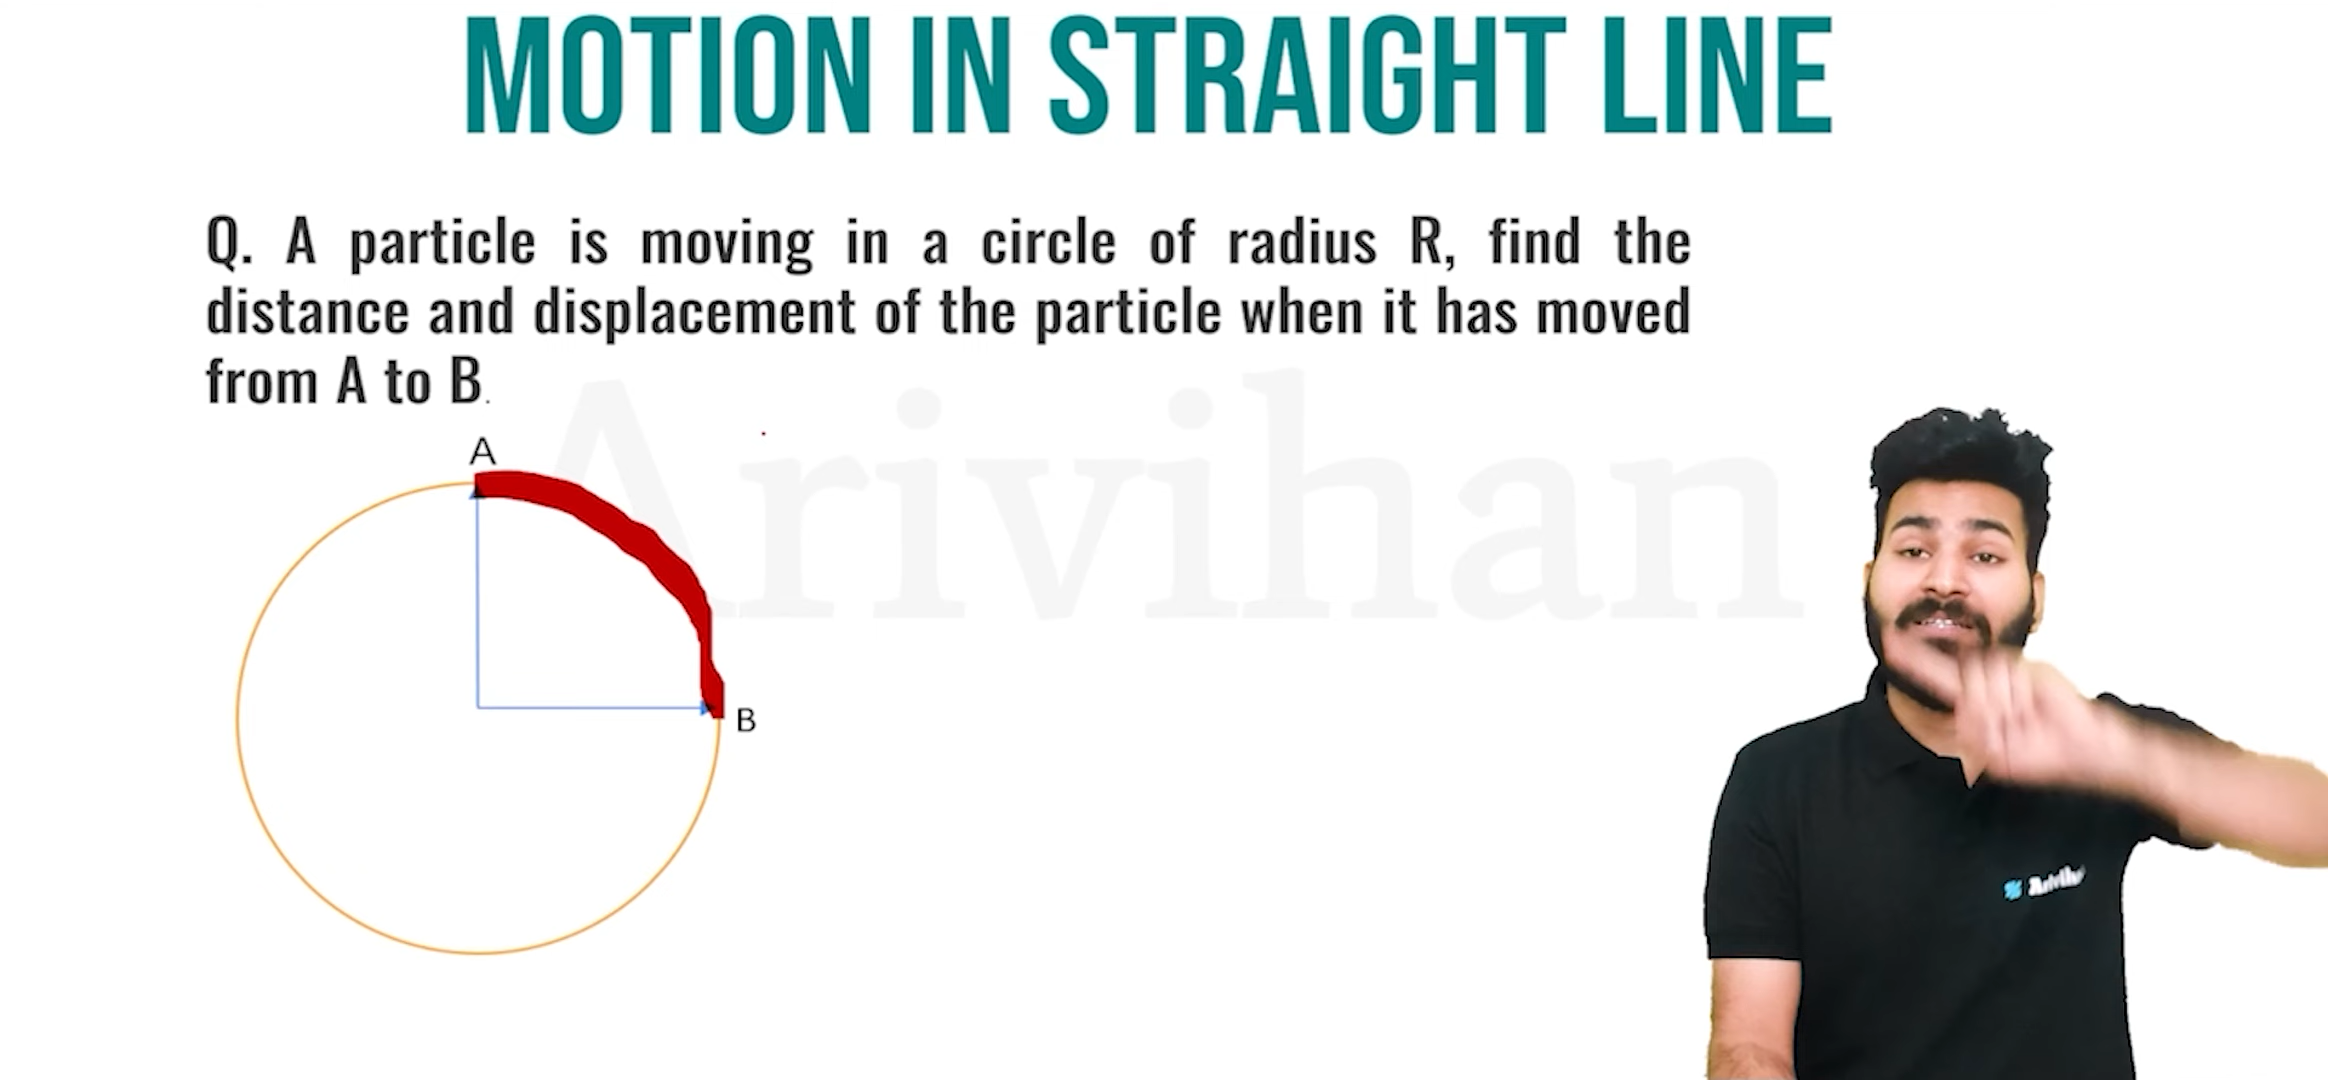 MOTION IN STRAIGHT LINE
Q. A particle is moving in a circle of radius R, find the
distance and displacement of the particle when it has moved
from A to B.
Arivihan
A
B